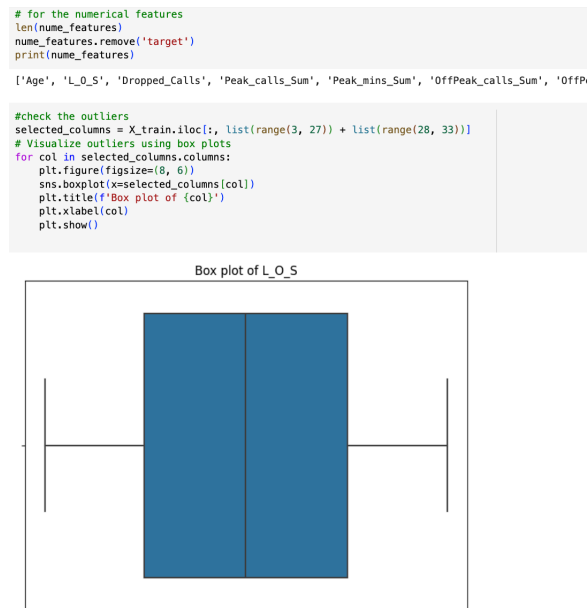 # for the numerical features
len(nume_features)
nume_features.remove('target')
print(nume_features)
['Age', 'L_O_S', 'Dropped_Calls', 'Peak_calls_Sum', 'Peak_mins_Sum', 'OffPeak_calls_Sum',
#check the outliers
selected_columns = X_train.iloc[:, list(range(3, 27)) + list(range(28, 33))]
# Visualize outliers using box plots
for col in selected_columns.columns:
    plt.figure(figsize=(8, 6))
    sns.boxplot(x=selected_columns[col])
    plt.title(f'Box plot of {col}')
    plt.xlabel(col)
    plt.show()
Box plot of L_O_S